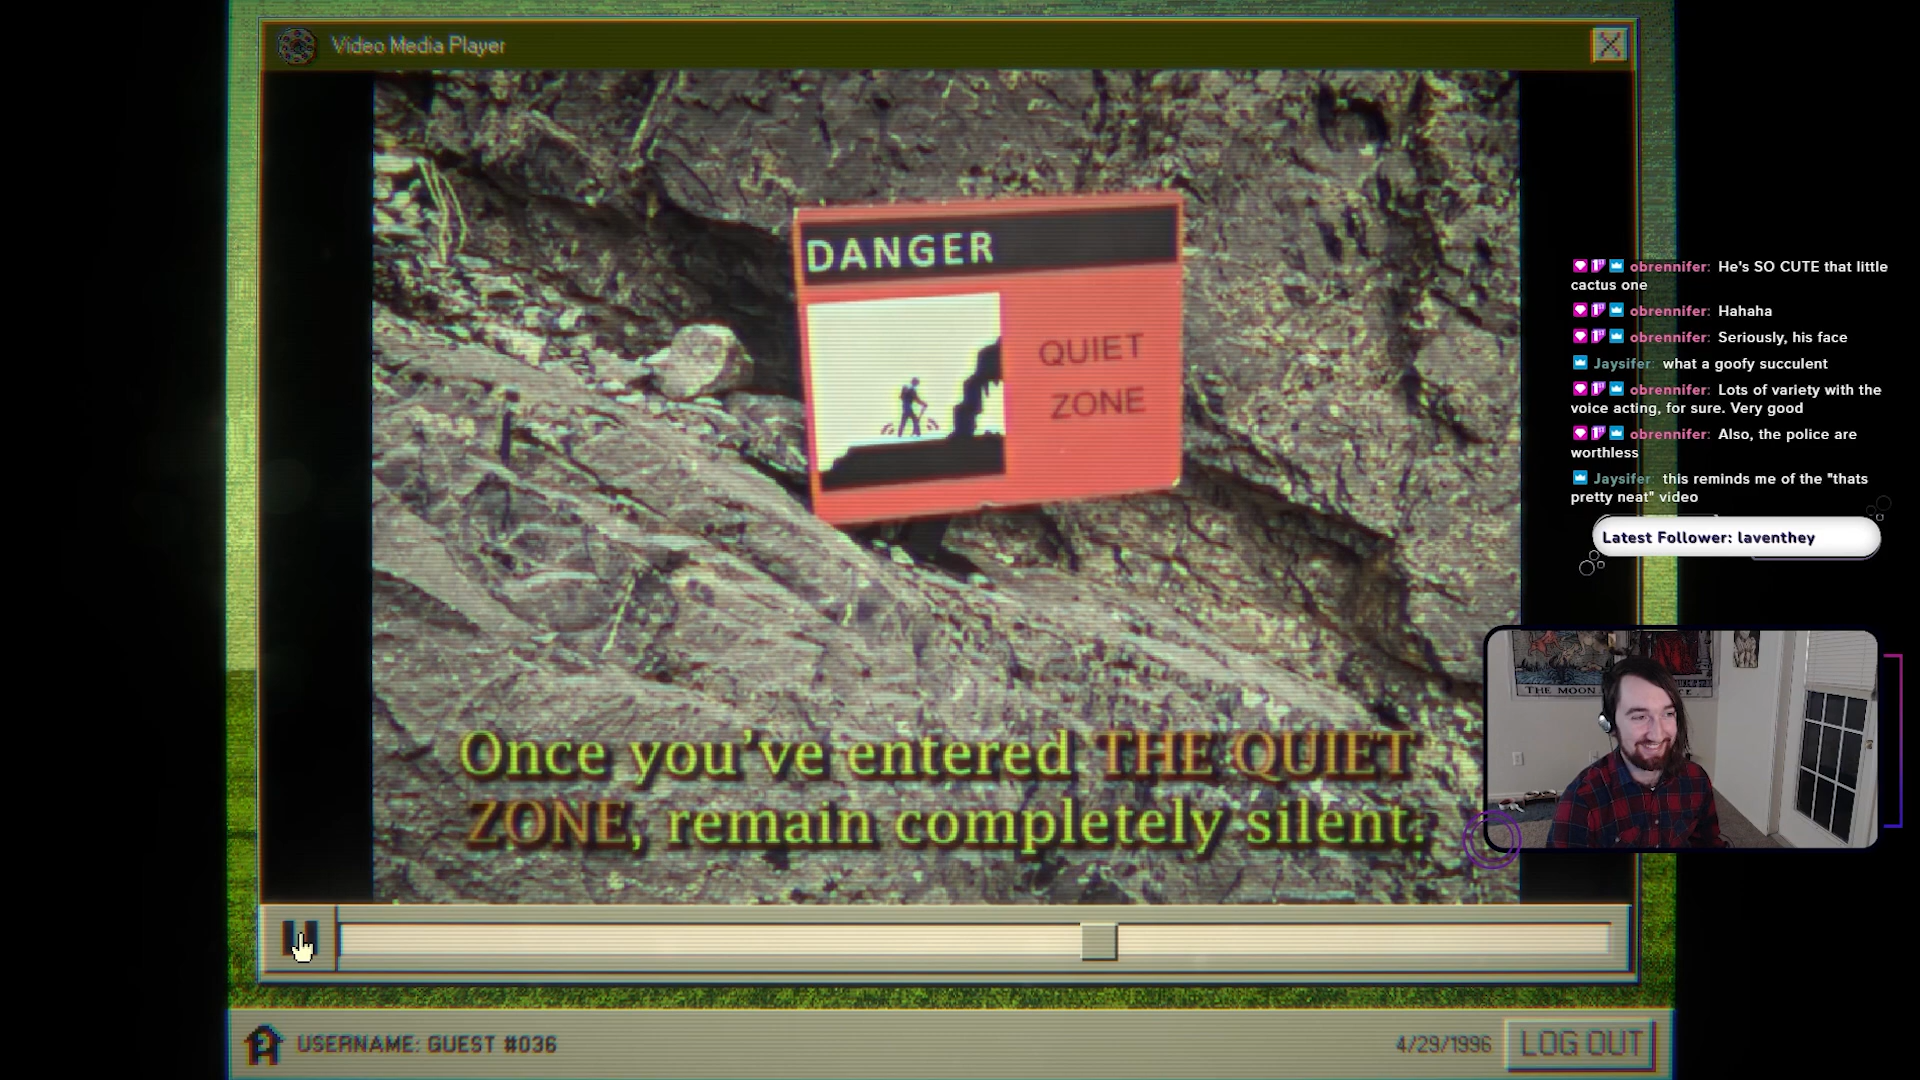 Video Media Player
DANGER
QUIET
ZONE
Once you've entered THE QUIET
ZONE, remain completely silent.
USERNAME: GUEST #036
4/29/1996
LOG OUT
obrennifer: He's SO CUTE that little
cactus one
obrennifer: Hahaha
obrennifer: Seriously, his face
Jaysifer: what a goofy succulent
obrennifer: Lots of variety with the
voice acting, for sure. Very good
obrennifer: Also, the police are
worthless
Jaysifer: this reminds me of the "thats
pretty neat" video
Latest Follower: laventhey
THE MOON